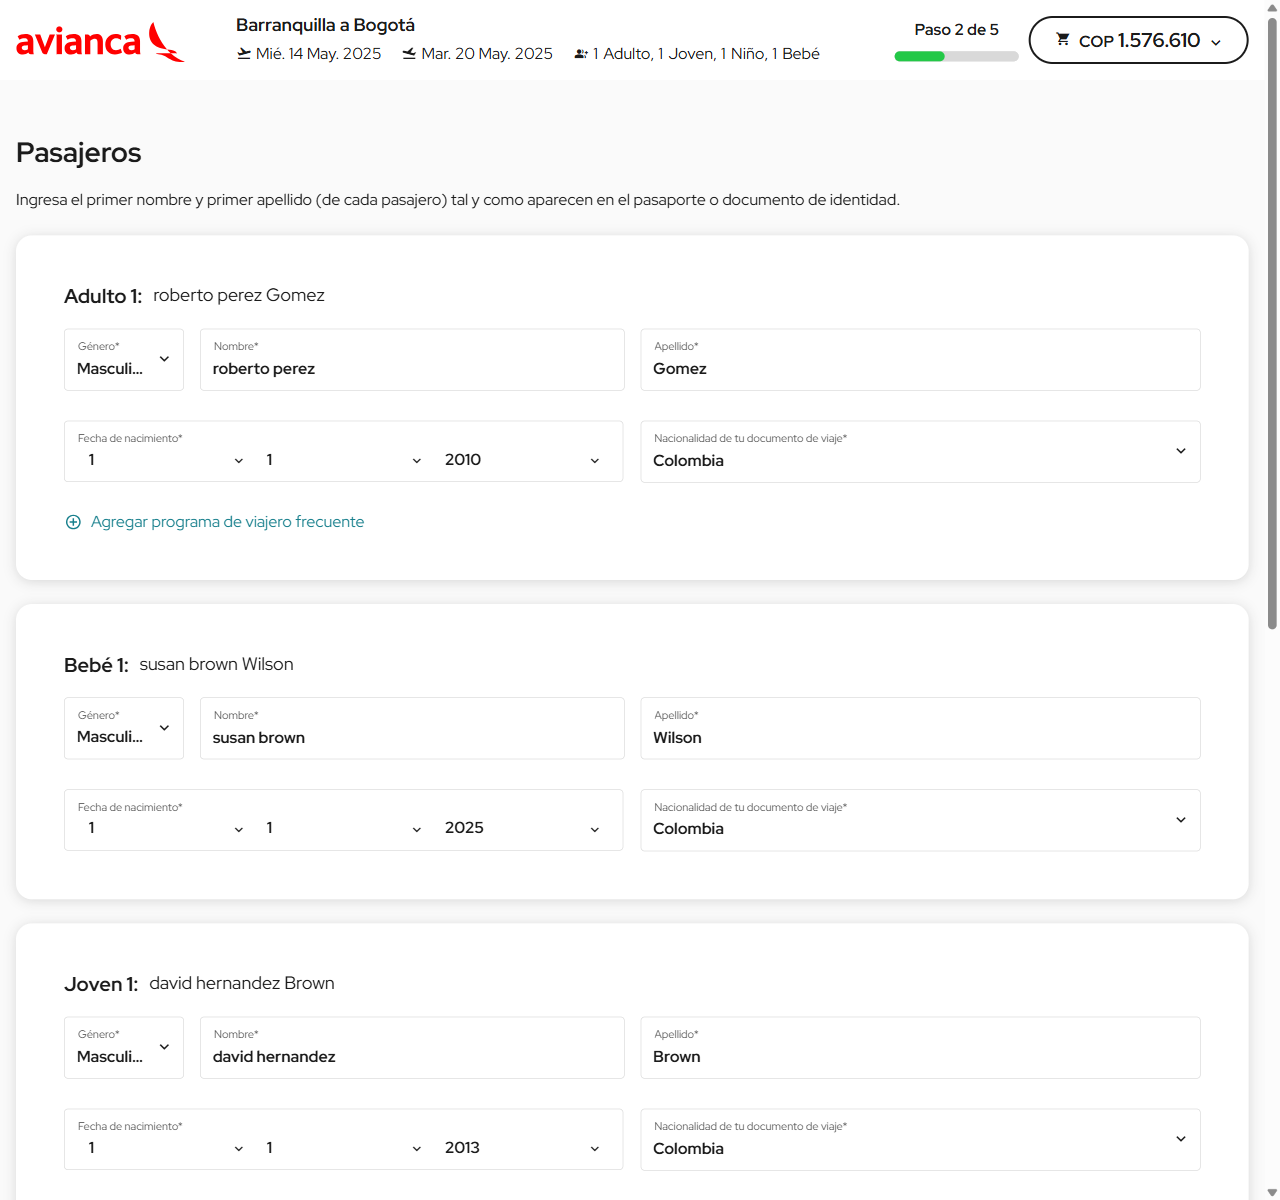 avianca
Barranquilla a Bogotá
Mié. 14 May. 2025 Mar. 20 May. 2025 1 Adulto, 1 Joven, 1 Niño, 1 Bebé
Paso 2 de 5
COP 1.576.610
Pasajeros
Ingresa el primer nombre y primer apellido (de cada pasajero) tal y como aparecen en el pasaporte o documento de identidad.
Adulto 1: roberto perez Gomez
Género* Nombre* Apellido*
Masculi... roberto perez Gomez
Fecha de nacimiento* Nacionalidad de tu documento de viaje*
1 1 2010 Colombia
Agregar programa de viajero frecuente
Bebé 1: susan brown Wilson
Género* Nombre* Apellido*
Masculi... susan brown Wilson
Fecha de nacimiento* Nacionalidad de tu documento de viaje*
1 1 2025 Colombia
Joven 1: david hernandez Brown
Género* Nombre* Apellido*
Masculi... david hernandez Brown
Fecha de nacimiento* Nacionalidad de tu documento de viaje*
1 1 2013 Colombia